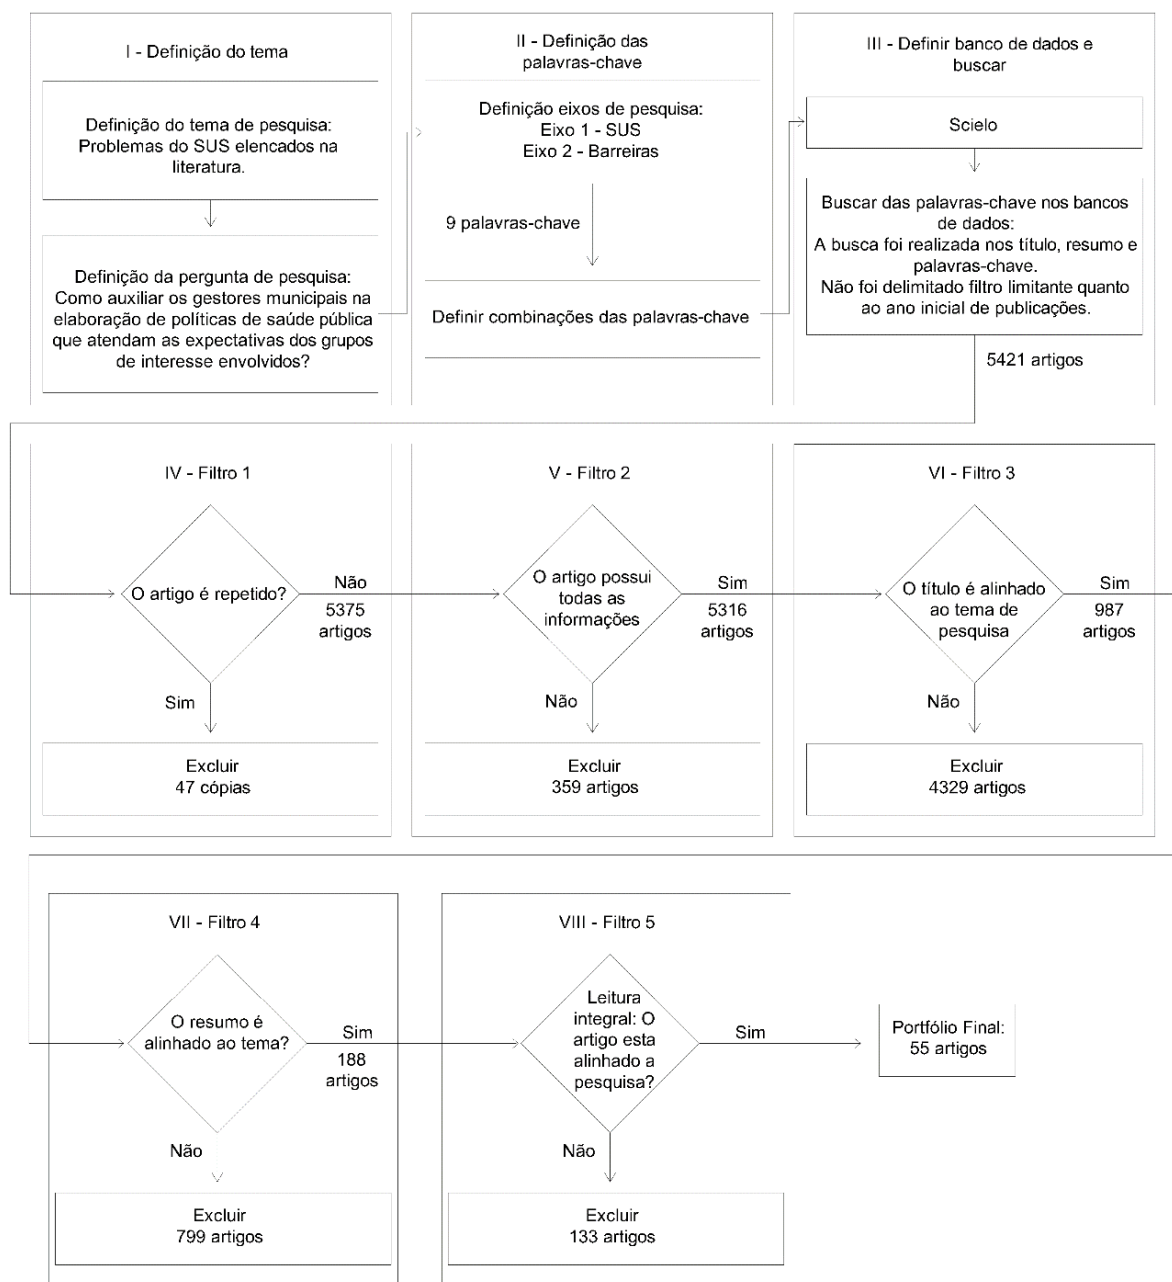 I - Definição do tema
Definição do tema de pesquisa:
Problemas do SUS elencados na
literatura.
Definição da pergunta de pesquisa:
Como auxiliar os gestores municipais na
elaboração de políticas de saúde pública
que atendam as expectativas dos grupos
de interesse envolvidos?
II - Definição das
palavras-chave
Definição eixos de pesquisa:
Eixo 1 - SUS
Eixo 2 - Barreiras
9 palavras-chave
Definir combinações das palavras-chave
III - Definir banco de dados e
buscar
Scielo
Buscar das palavras-chave nos bancos
de dados:
A busca foi realizada nos título, resumo e
palavras-chave.
Não foi delimitado filtro limitante quanto
ao ano inicial de publicações.
5421 artigos
IV - Filtro 1
O artigo é repetido?
Não
5375
artigos
Sim
Excluir
47 cópias
V - Filtro 2
O artigo possui
todas as
informações
Sim
5316
artigos
Não
Excluir
359 artigos
VI - Filtro 3
O título é alinhado
ao tema de
pesquisa
Sim
987
artigos
Não
Excluir
4329 artigos
VII - Filtro 4
O resumo é
alinhado ao tema?
Sim
188
artigos
Não
Excluir
799 artigos
VIII - Filtro 5
Leitura
integral: O
artigo esta
alinhado a
pesquisa?
Sim
Não
Excluir
133 artigos
Portfólio Final:
55 artigos